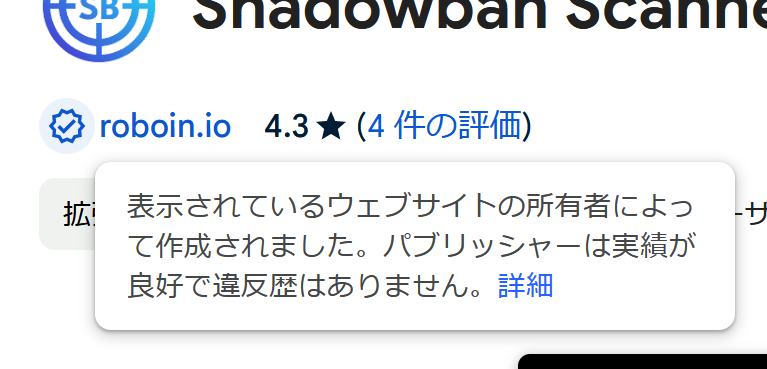 SB
Shadowban Scanne
roboin.io 4.3 ★ (4 件の評価)
拡
ーサ
表示されているウェブサイトの所有者によっ
て作成されました。パブリッシャーは実績が
良好で違反歴はありません。詳細